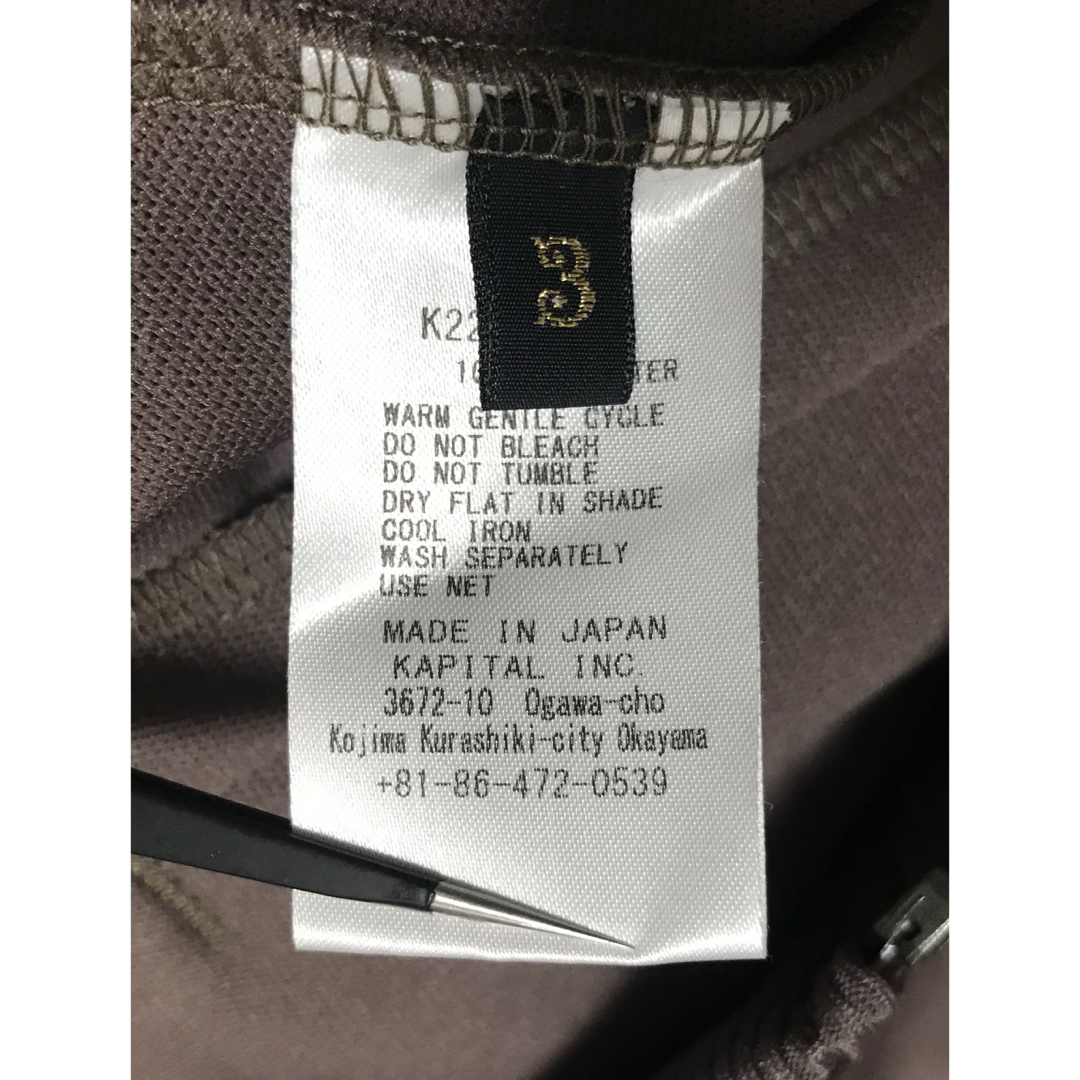 3
K22
10 TER
WARM GENTLE CYCLE
DO NOT BLEACH
DO NOT TUMBLE
DRY FLAT IN SHADE
COOL IRON
WASH SEPARATELY
USE NET
MADE IN JAPAN
KAPITAL INC.
3672-10 Ogawa-cho
Kojima Kurashiki-city Okayama
+81-86-472-0539